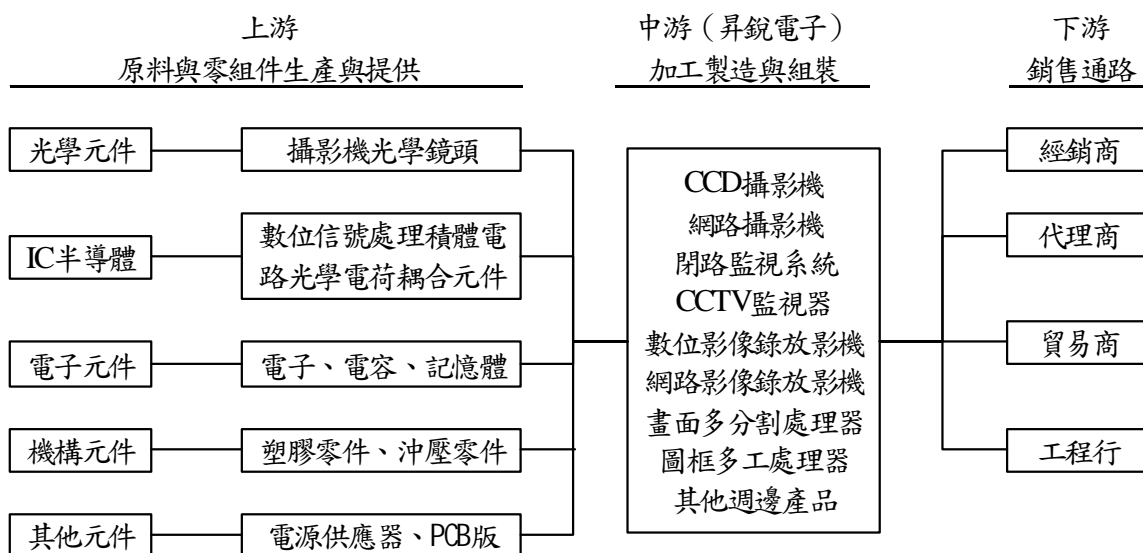 上游
原料與零組件生產與提供
中游（昇銳電子）
加工製造與組裝
下游
銷售通路
光學元件
攝影機光學鏡頭
IC半導體
數位信號處理積體電
路光學電荷耦合元件
電子元件
電子、電容、記憶體
機構元件
塑膠零件、沖壓零件
其他元件
電源供應器、PCB版
CCD攝影機
網路攝影機
閉路監視系統
CCTV監視器
數位影像錄放影機
網路影像錄放影機
畫面多分割處理器
圖框多工處理器
其他週邊產品
經銷商
代理商
貿易商
工程行